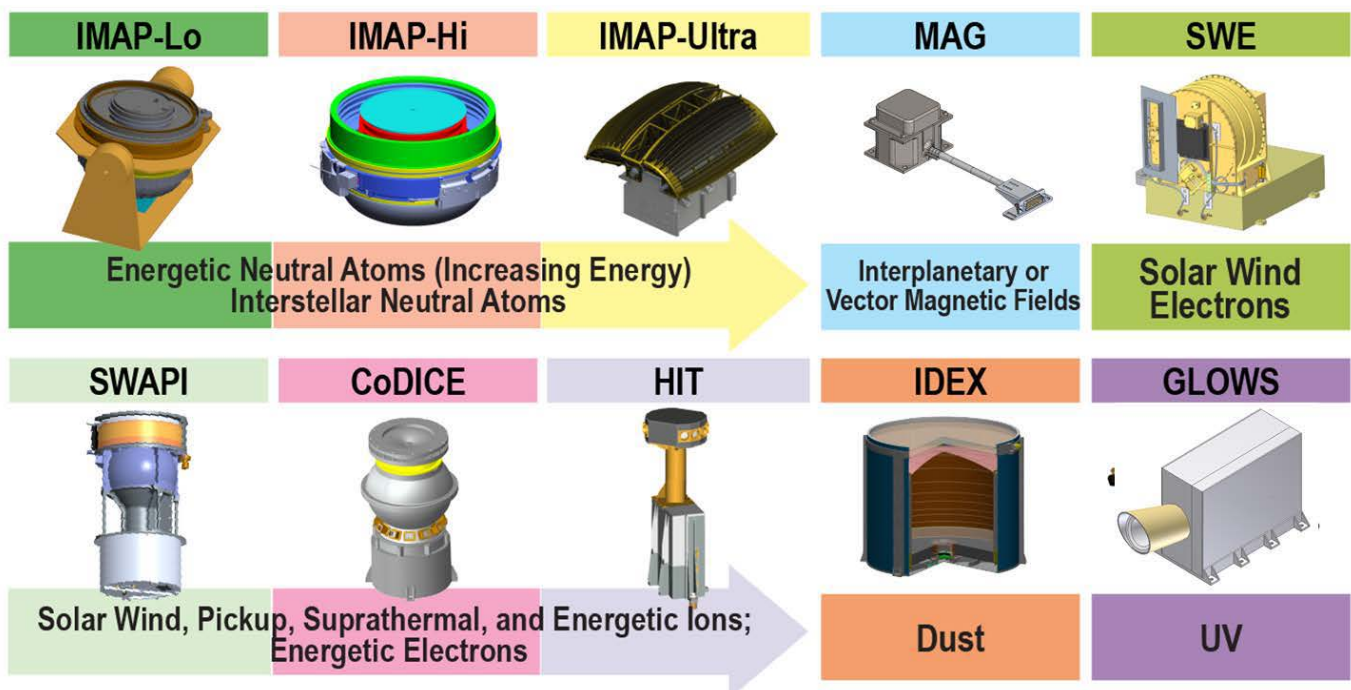 IMAP-Lo
IMAP-Hi
IMAP-Ultra
MAG
SWE
Energetic Neutral Atoms (Increasing Energy)
Interstellar Neutral Atoms
Interplanetary or
Vector Magnetic Fields
Solar Wind
Electrons
SWAPI
CoDICE
HIT
IDEX
GLOWS
Solar Wind, Pickup, Suprathermal, and Energetic Ions;
Energetic Electrons
Dust
UV